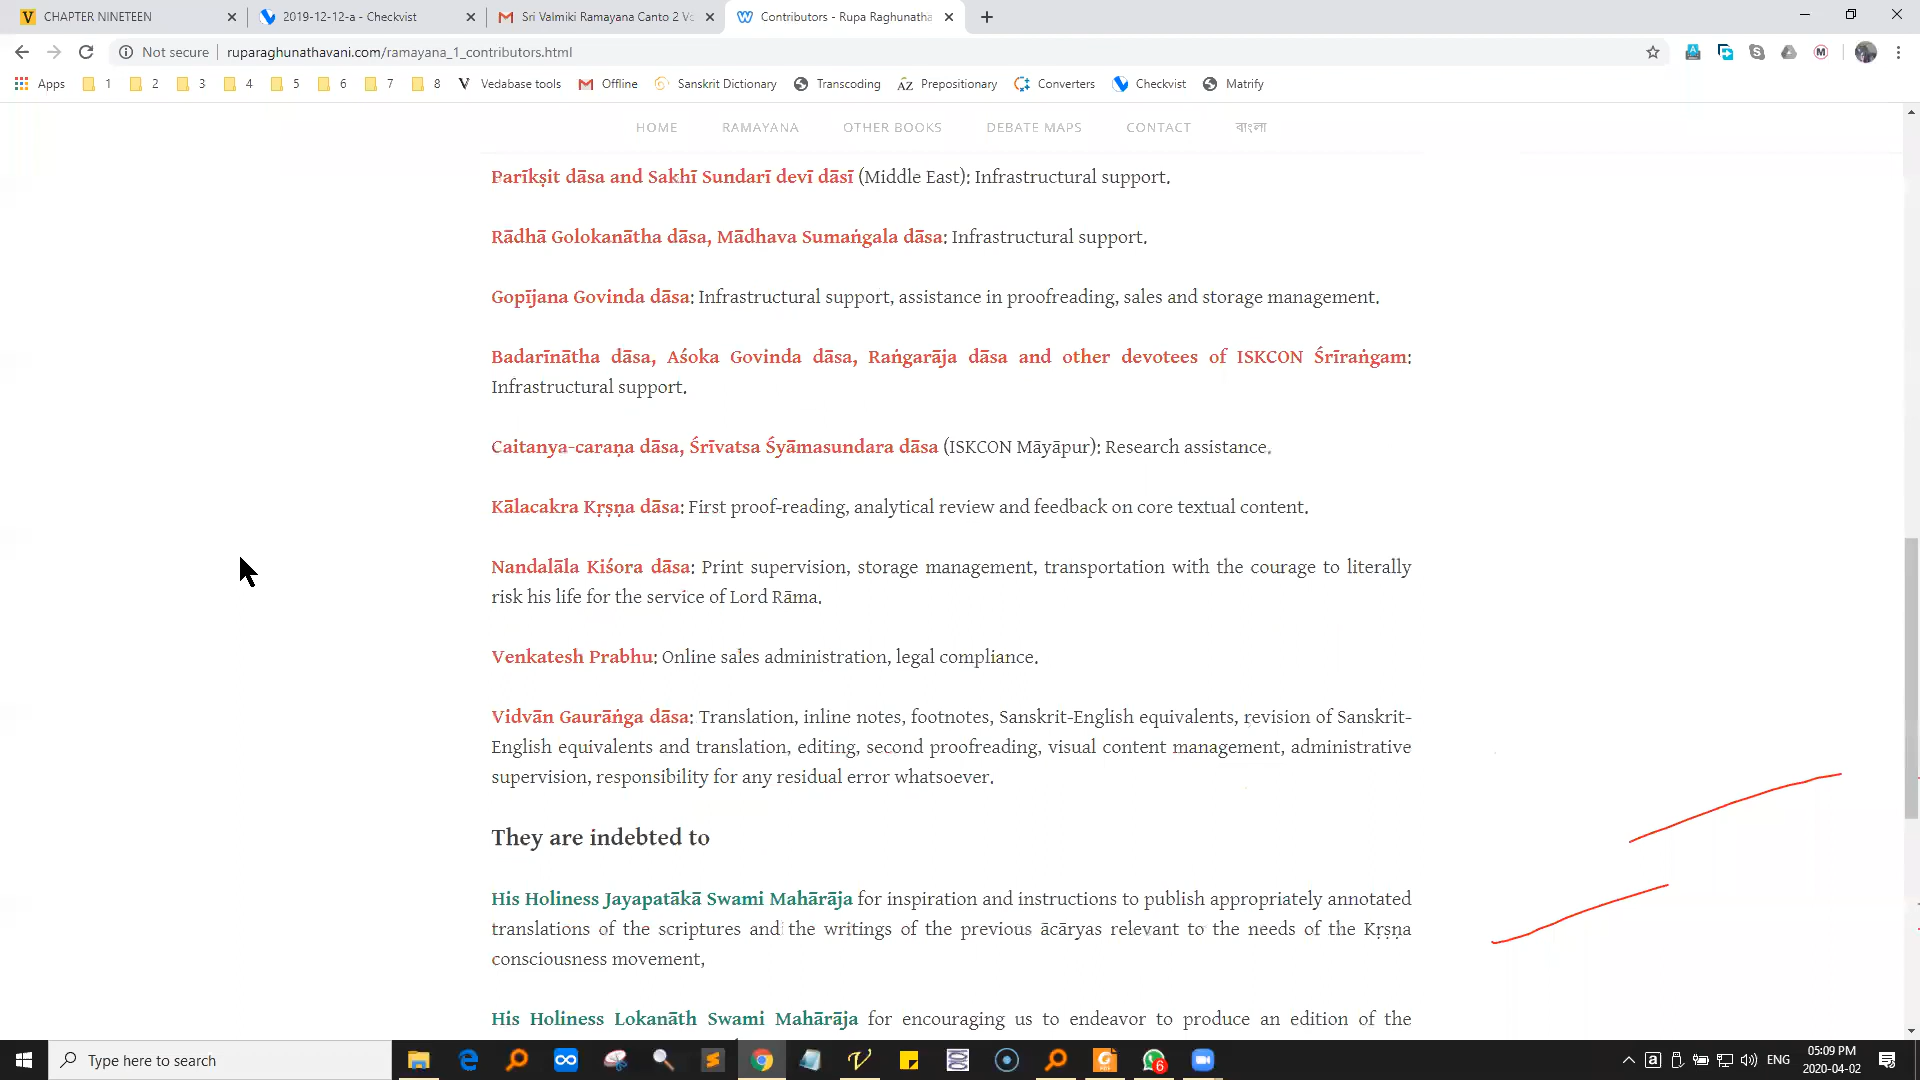 CHAPTER NINETEEN
2019-12-12-a - Checkvist
Sri Valmiki Ramayana Canto 2 Vo
Contributors - Rupa Raghunatha
Not secure
ruparaghunathavani.com/ramayana_1_contributors.html
Apps 1 2 3 4 5 6 7 8 Vedabase tools Offline Sanskrit Dictionary Transcoding Prepositionary Converters Checkvist Matrify
HOME RAMAYANA OTHER BOOKS DEBATE MAPS CONTACT বাংলা
Parīkṣit dāsa and Sakhī Sundarī devī dāsī (Middle East): Infrastructural support.
Rādhā Golokanātha dāsa, Mādhava Sumaṅgala dāsa: Infrastructural support.
Gopījana Govinda dāsa: Infrastructural support, assistance in proofreading, sales and storage management.
Badarīnātha dāsa, Aśoka Govinda dāsa, Raṅgarāja dāsa and other devotees of ISKCON Śrīraṅgam:
Infrastructural support.
Caitanya-caraṇa dāsa, Śrīvatsa Śyāmasundara dāsa (ISKCON Māyāpur): Research assistance.
Kālacakra Kṛṣṇa dāsa: First proof-reading, analytical review and feedback on core textual content.
Nandalāla Kiśora dāsa: Print supervision, storage management, transportation with the courage to literally
risk his life for the service of Lord Rāma.
Venkatesh Prabhu: Online sales administration, legal compliance.
Vidvān Gaurāṅga dāsa: Translation, inline notes, footnotes, Sanskrit-English equivalents, revision of Sanskrit-
English equivalents and translation, editing, second proofreading, visual content management, administrative
supervision, responsibility for any residual error whatsoever.
They are indebted to
His Holiness Jayapatākā Swami Mahārāja for inspiration and instructions to publish appropriately annotated
translations of the scriptures and the writings of the previous ācāryas relevant to the needs of the Kṛṣṇa
consciousness movement,
His Holiness Lokanāth Swami Mahārāja for encouraging us to endeavor to produce an edition of the
Type here to search
6
ENG
05:09 PM
2020-04-02